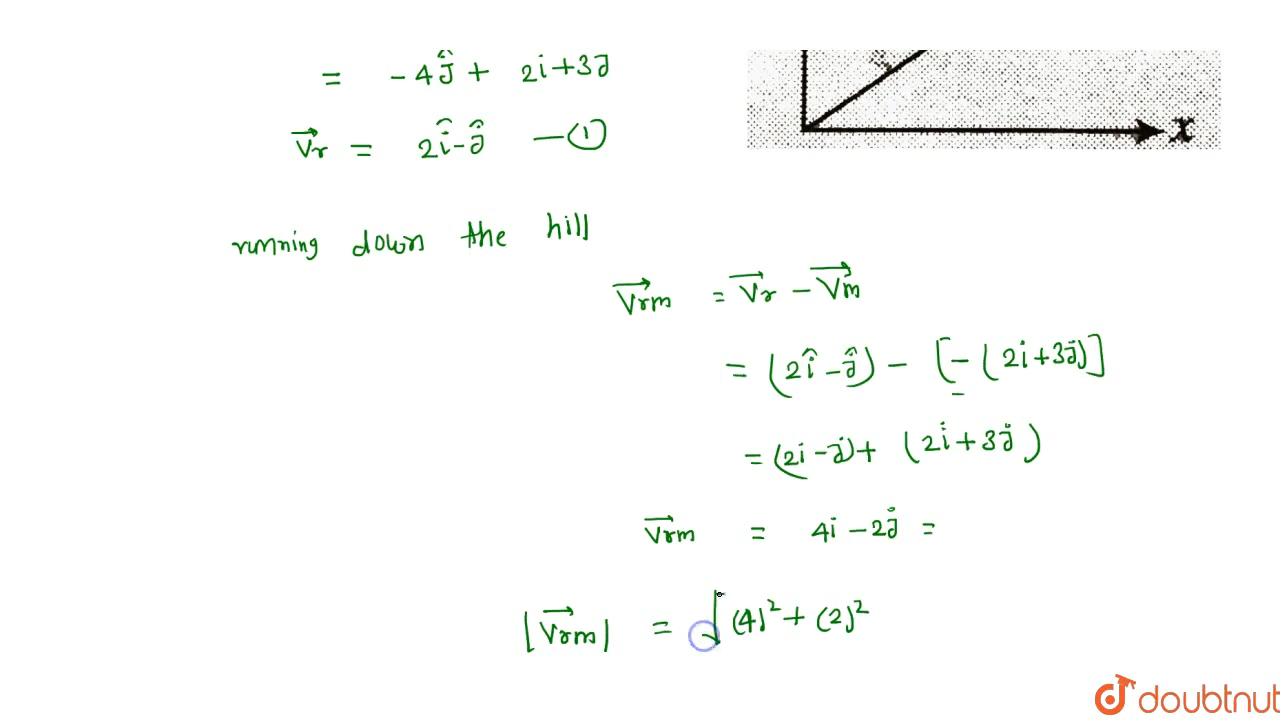 = -4ĵ + 2i+3j
x
V⃗r = 2î-ĵ —①
running down the hill
V⃗rm = V⃗r - V⃗m
= (2î-ĵ) - [-(2i+3j)]
= (2i-j)+ (2i+3j)
V⃗rm = 4i-2j =
|V⃗rm| = √(4)²+(2)²
doubtnut